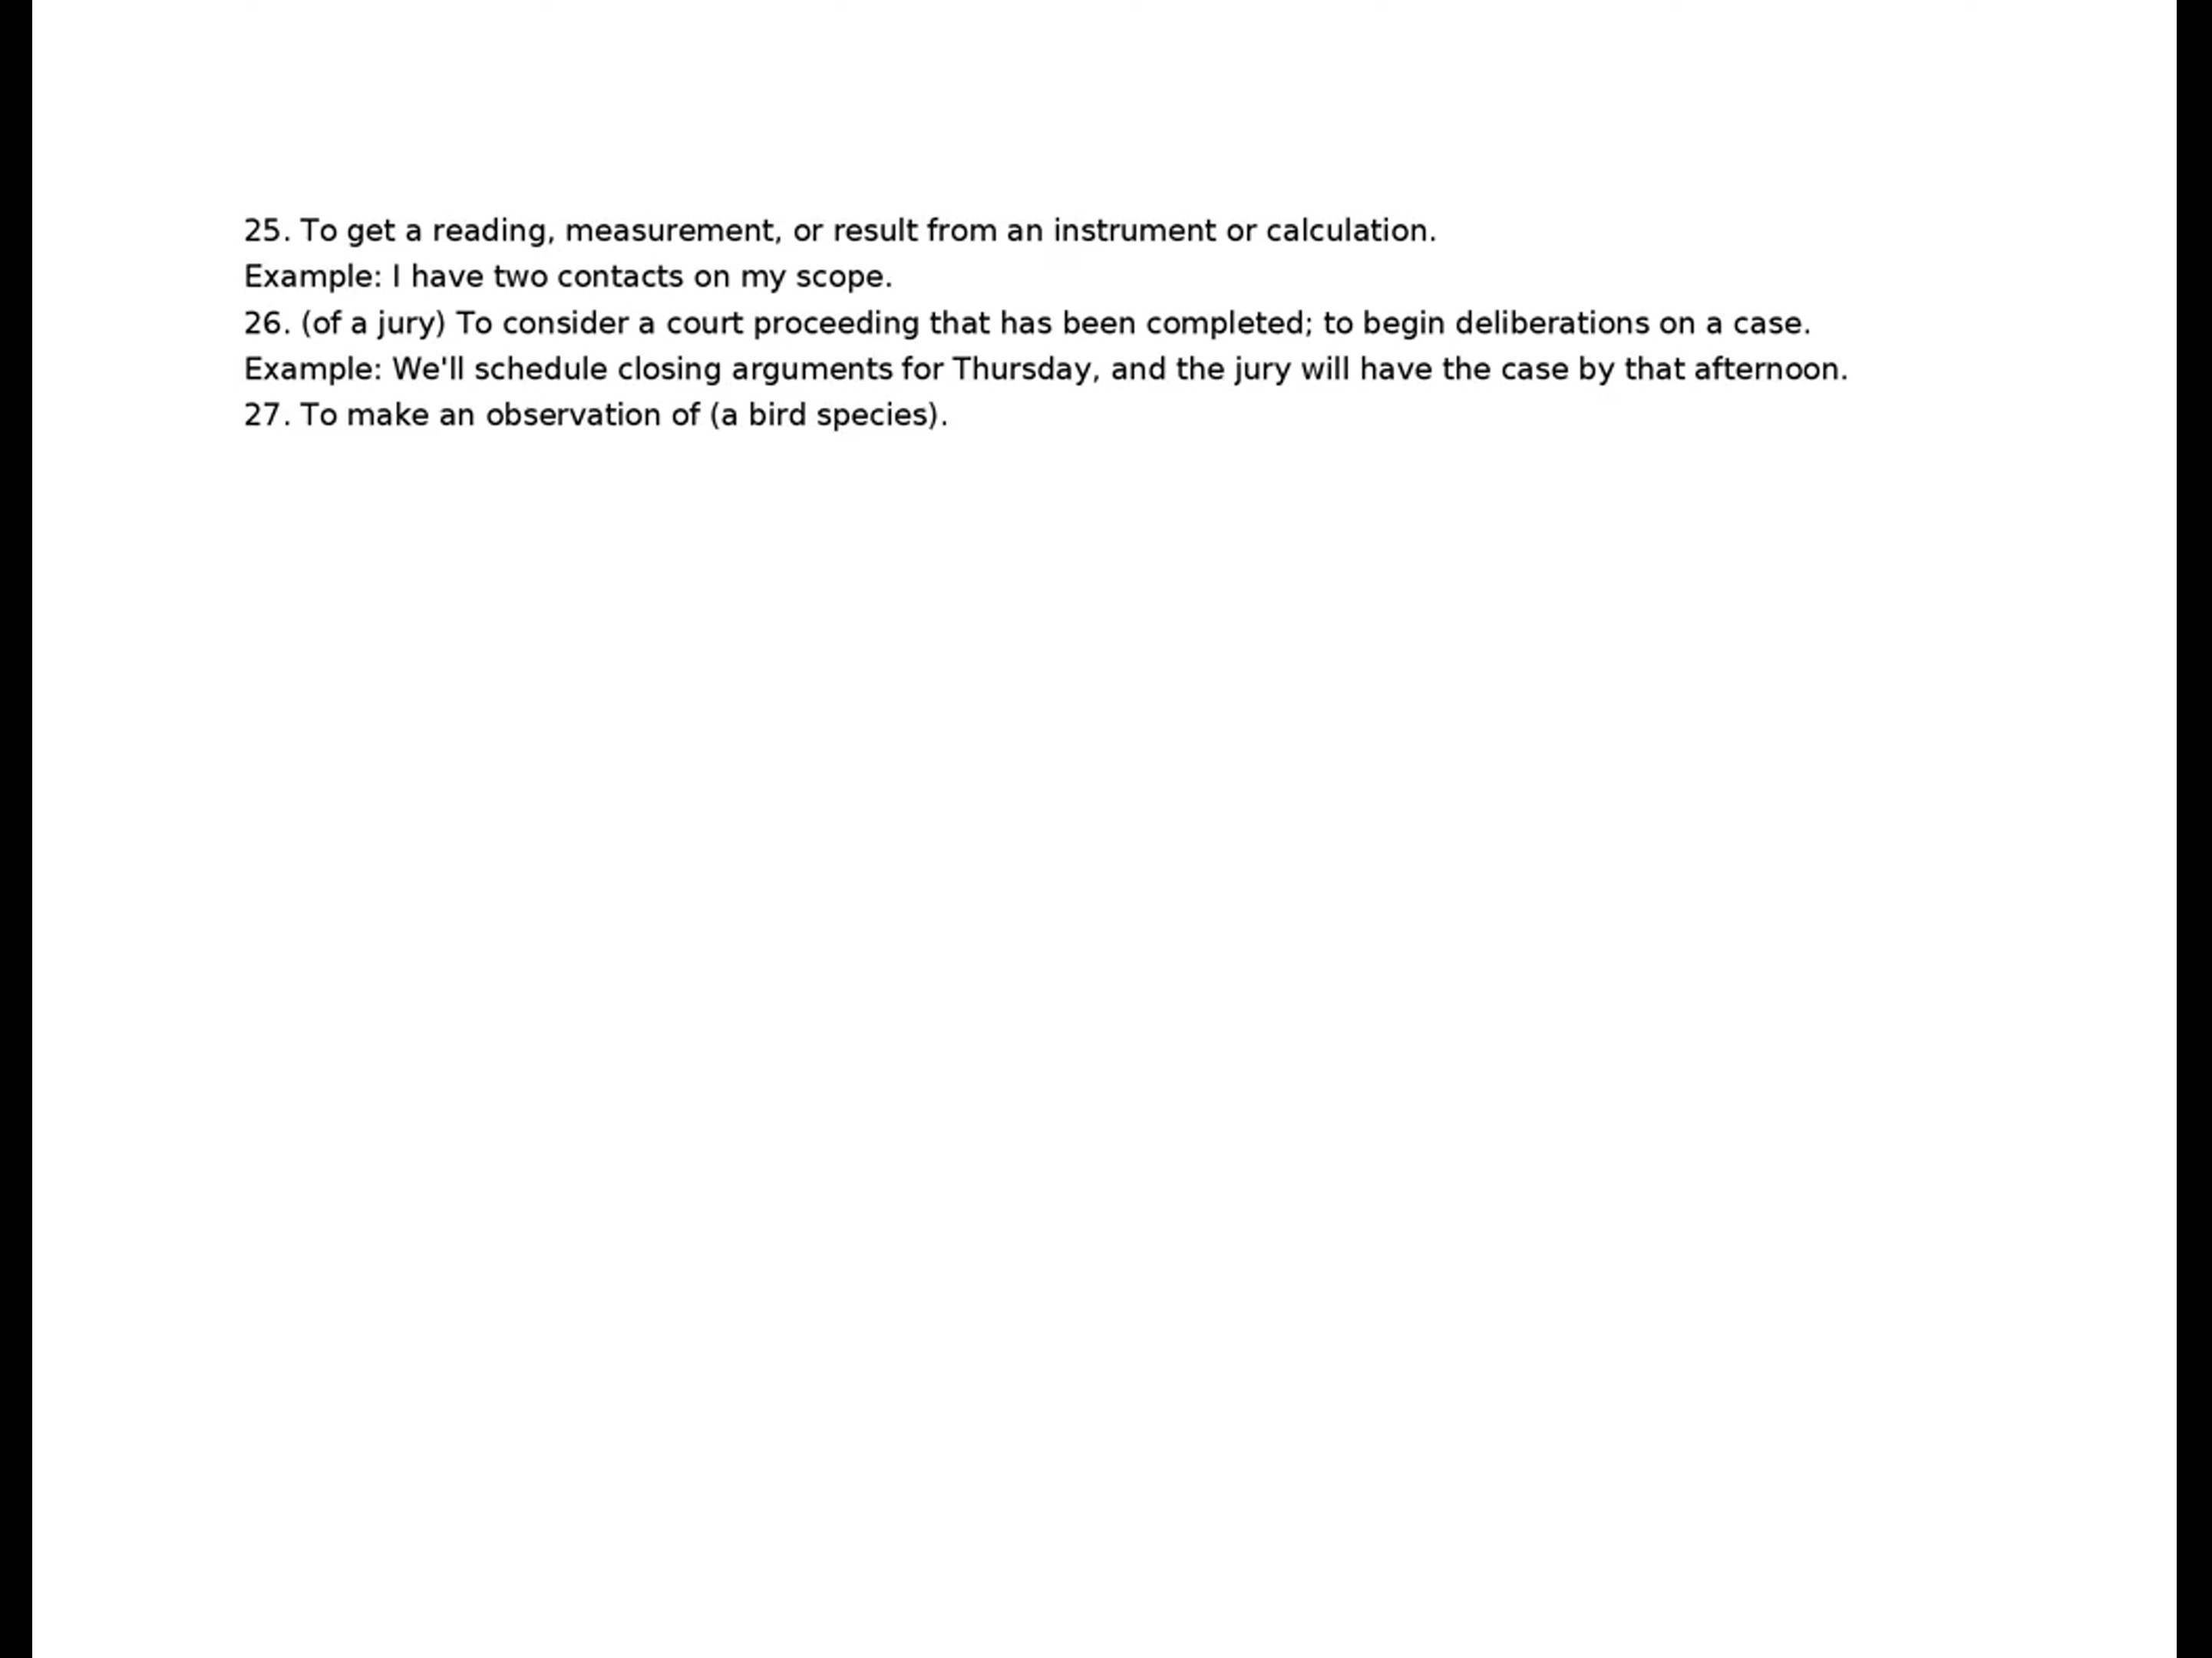 25. To get a reading, measurement, or result from an instrument or calculation.
Example: I have two contacts on my scope.
26. (of a jury) To consider a court proceeding that has been completed; to begin deliberations on a case.
Example: We'll schedule closing arguments for Thursday, and the jury will have the case by that afternoon.
27. To make an observation of (a bird species).